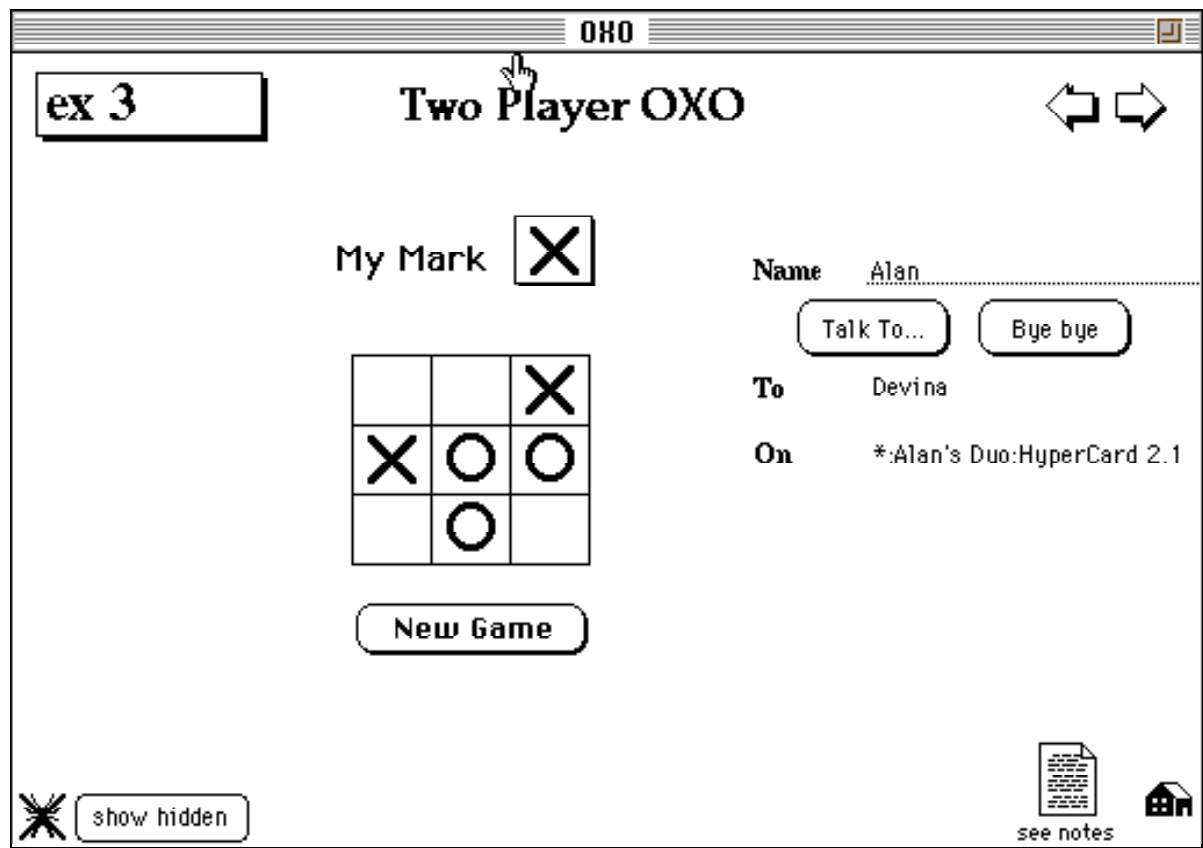 OXO
ex 3
Two Player OXO
My Mark X
Name Alan
Talk To... Bye bye
To Devina
On *:Alan's Duo:HyperCard 2.1
X
X O O
O
New Game
show hidden
see notes